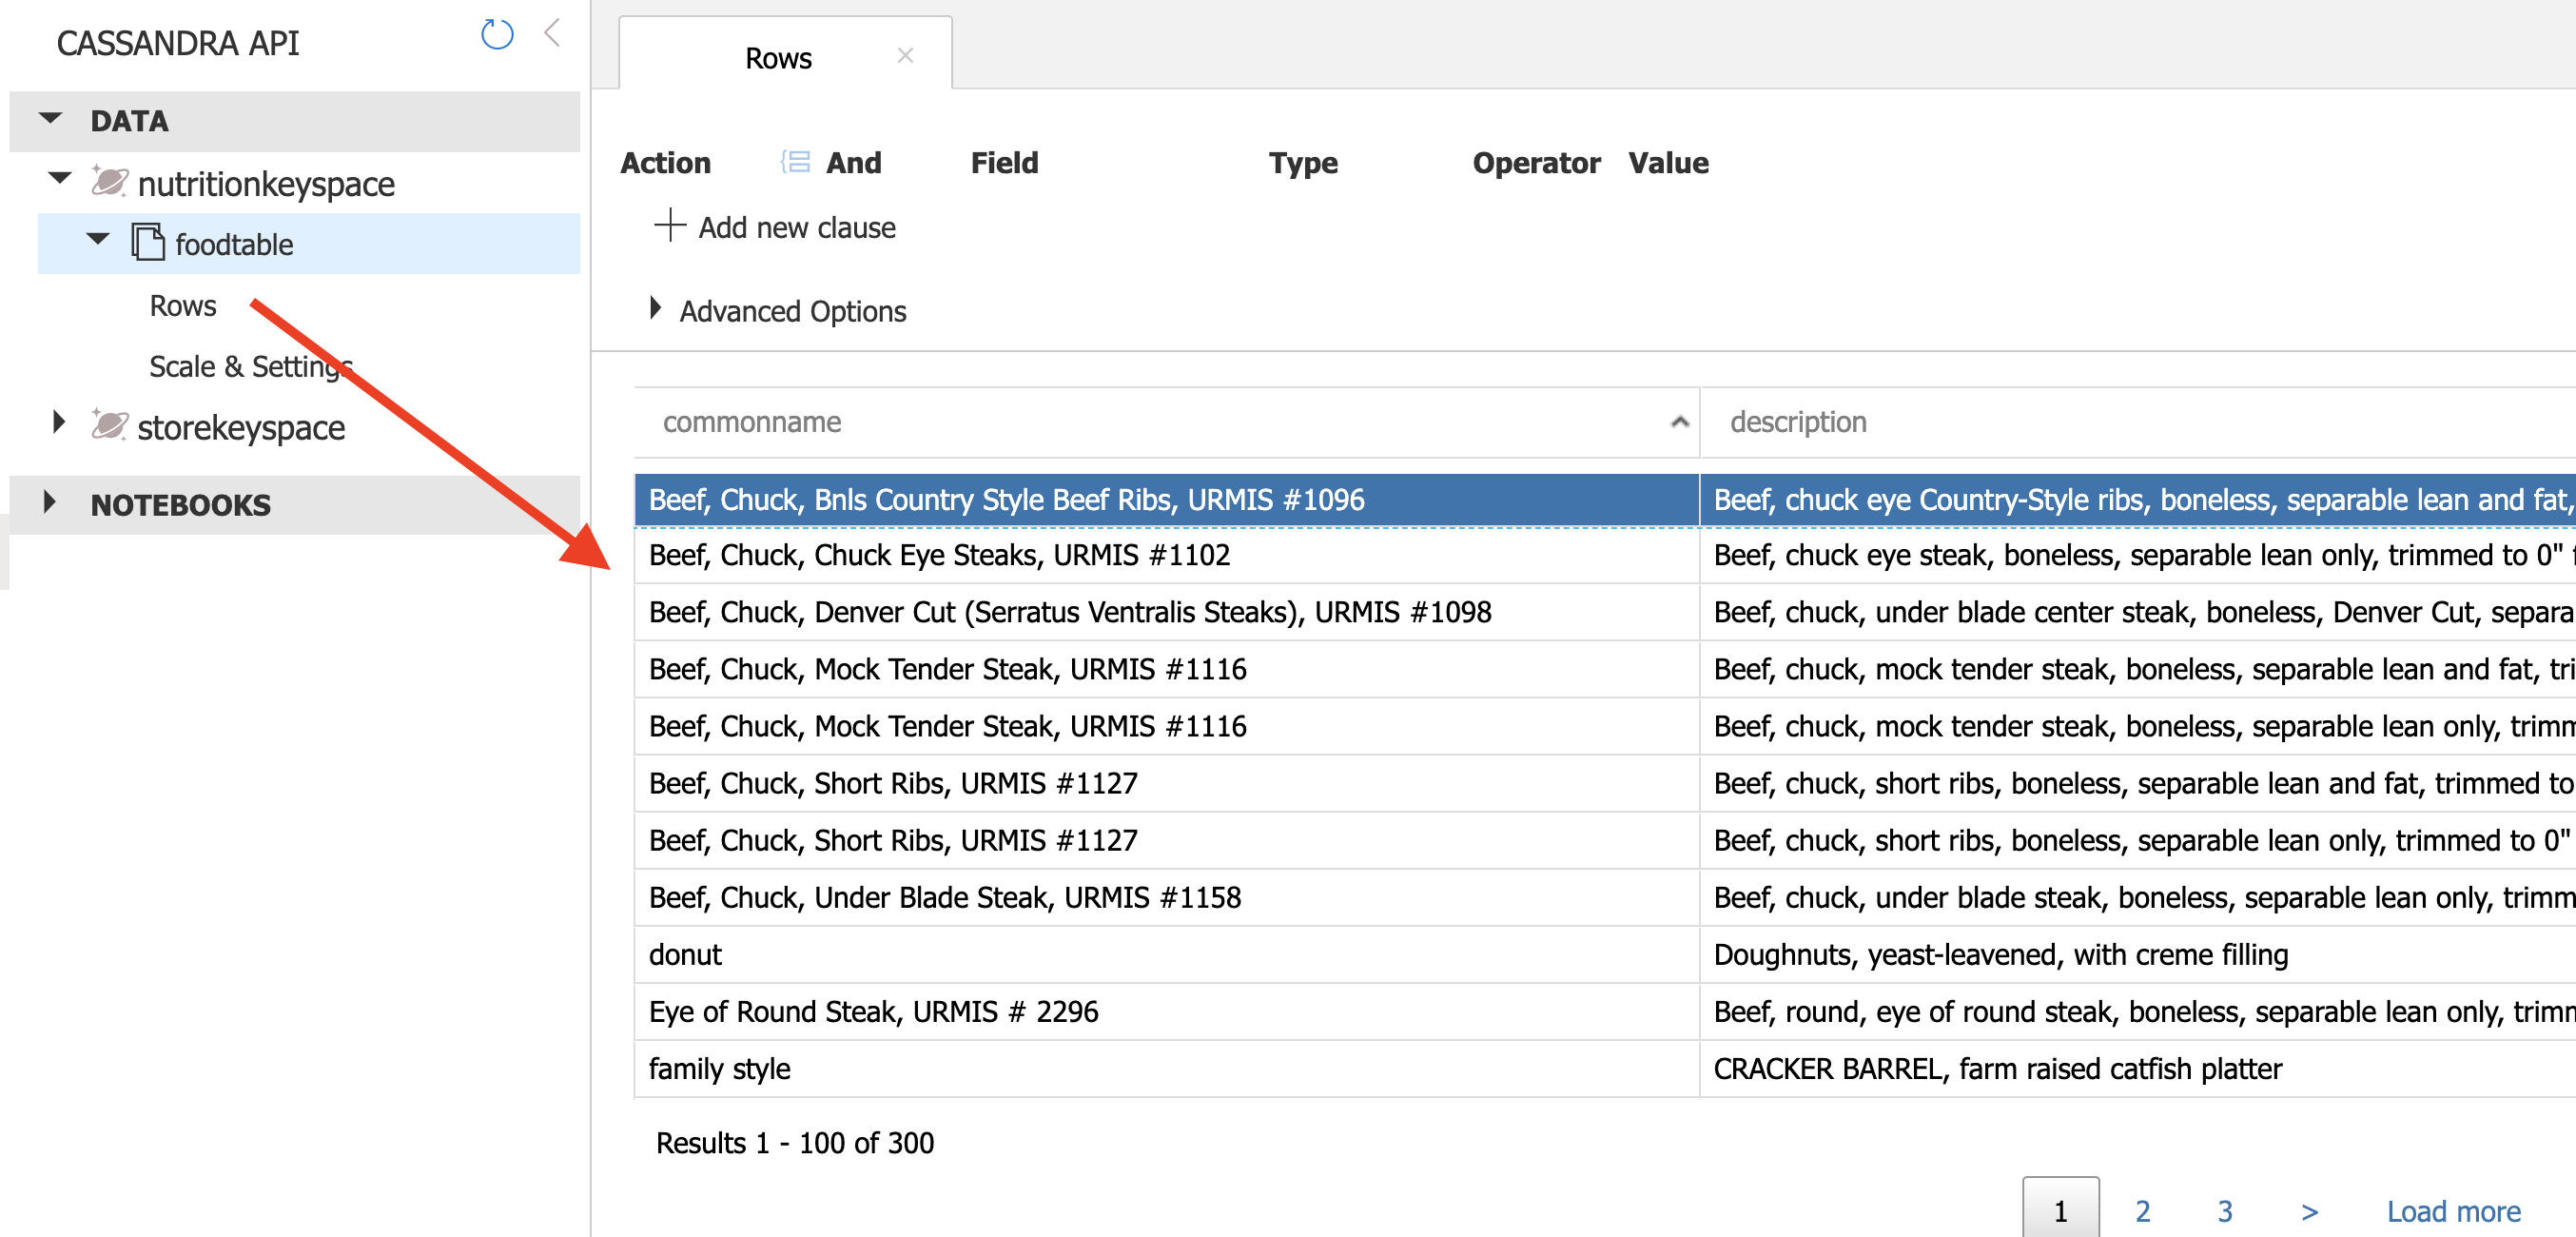 CASSANDRA API
DATA
nutritionkeyspace
foodtable
Rows
Scale & Settings
storekeyspace
NOTEBOOKS
Rows
Action And Field Type Operator Value
Add new clause
Advanced Options
commonname description
Beef, Chuck, Bnls Country Style Beef Ribs, URMIS #1096 Beef, chuck eye Country-Style ribs, boneless, separable lean and fat,
Beef, Chuck, Chuck Eye Steaks, URMIS #1102 Beef, chuck eye steak, boneless, separable lean only, trimmed to 0"
Beef, Chuck, Denver Cut (Serratus Ventralis Steaks), URMIS #1098 Beef, chuck, under blade center steak, boneless, Denver Cut, separa
Beef, Chuck, Mock Tender Steak, URMIS #1116 Beef, chuck, mock tender steak, boneless, separable lean and fat, tri
Beef, Chuck, Mock Tender Steak, URMIS #1116 Beef, chuck, mock tender steak, boneless, separable lean only, trimm
Beef, Chuck, Short Ribs, URMIS #1127 Beef, chuck, short ribs, boneless, separable lean and fat, trimmed to
Beef, Chuck, Short Ribs, URMIS #1127 Beef, chuck, short ribs, boneless, separable lean only, trimmed to 0"
Beef, Chuck, Under Blade Steak, URMIS #1158 Beef, chuck, under blade steak, boneless, separable lean only, trimm
donut Doughnuts, yeast-leavened, with creme filling
Eye of Round Steak, URMIS # 2296 Beef, round, eye of round steak, boneless, separable lean only, trimn
family style CRACKER BARREL, farm raised catfish platter
Results 1 - 100 of 300
1 2 3 > Load more